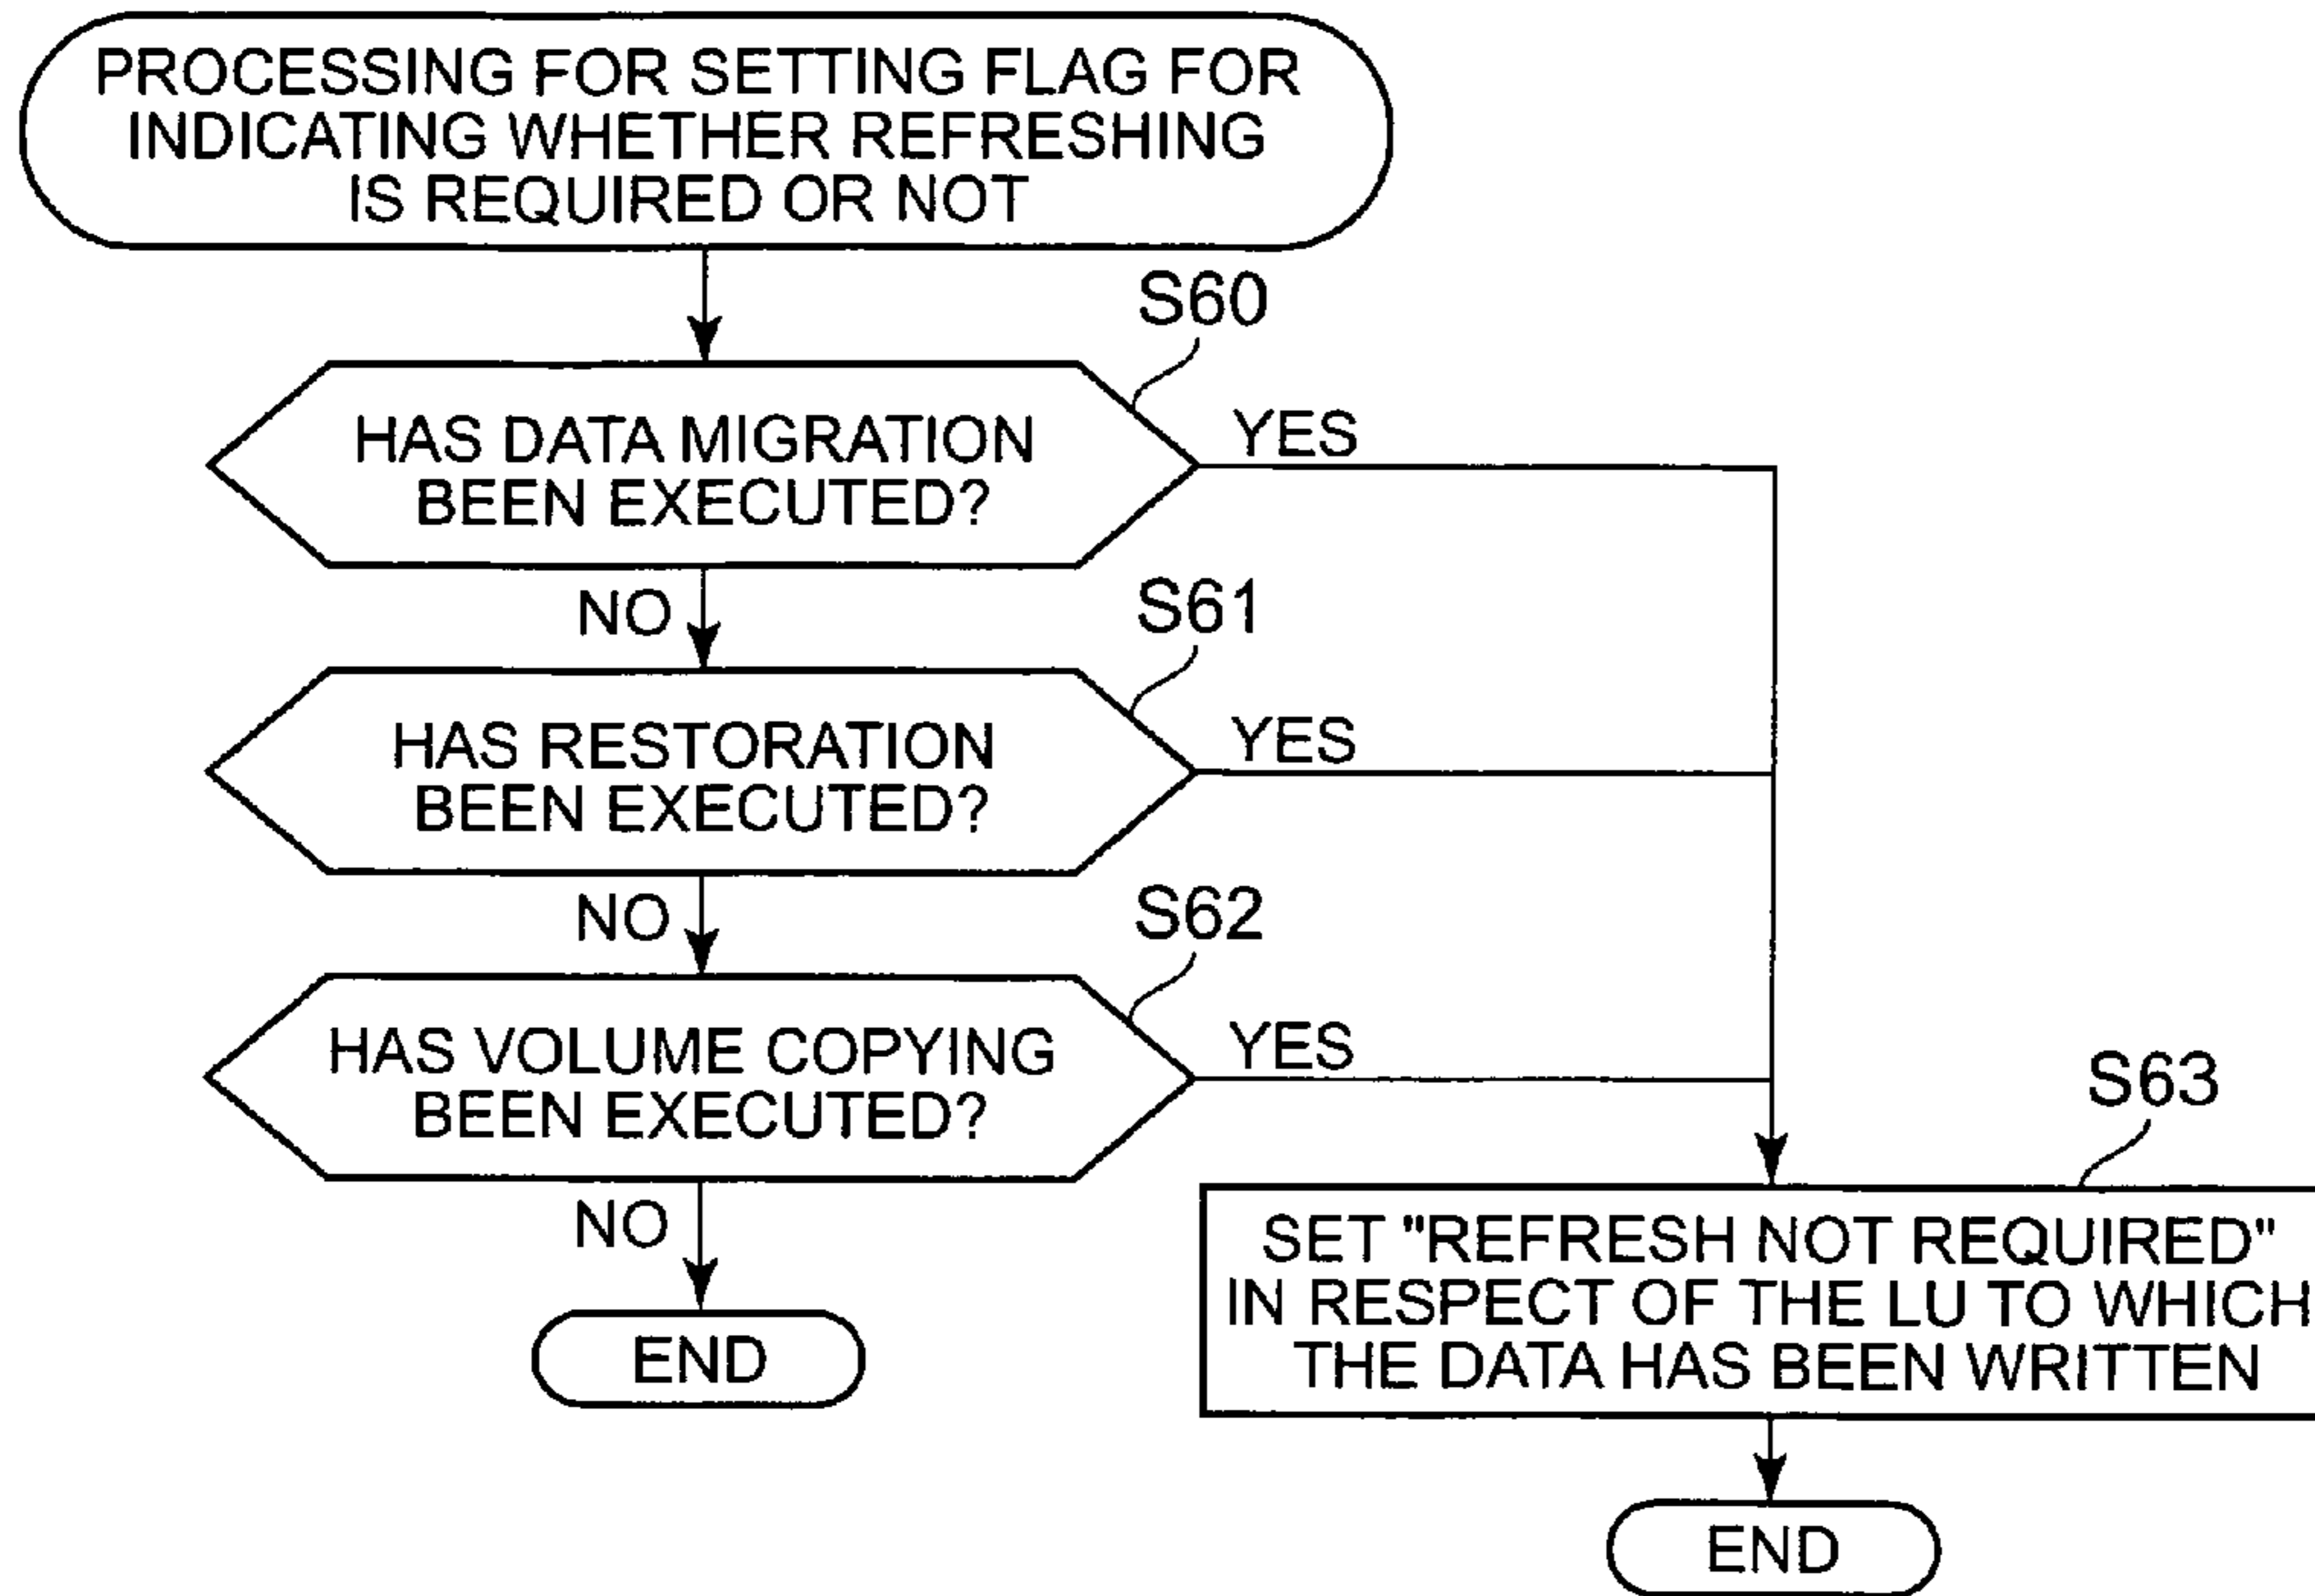 PROCESSING FOR SETTING FLAG FOR
INDICATING WHETHER REFRESHING
IS REQUIRED OR NOT
S60
HAS DATA MIGRATION
BEEN EXECUTED?
YES
NO
S61
HAS RESTORATION
BEEN EXECUTED?
YES
NO
S62
HAS VOLUME COPYING
BEEN EXECUTED?
YES
NO
END
S63
SET "REFRESH NOT REQUIRED"
IN RESPECT OF THE LU TO WHICH
THE DATA HAS BEEN WRITTEN
END